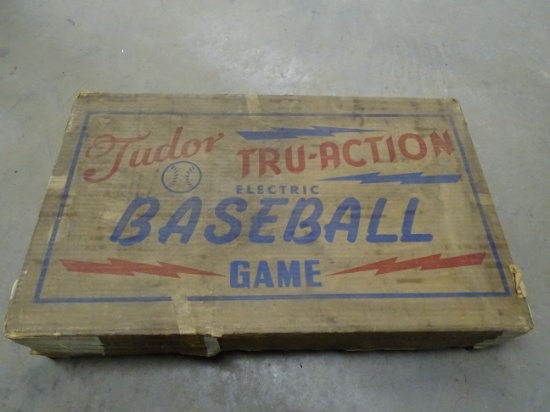 Tudor TRU-ACTION
ELECTRIC
BASEBALL
GAME